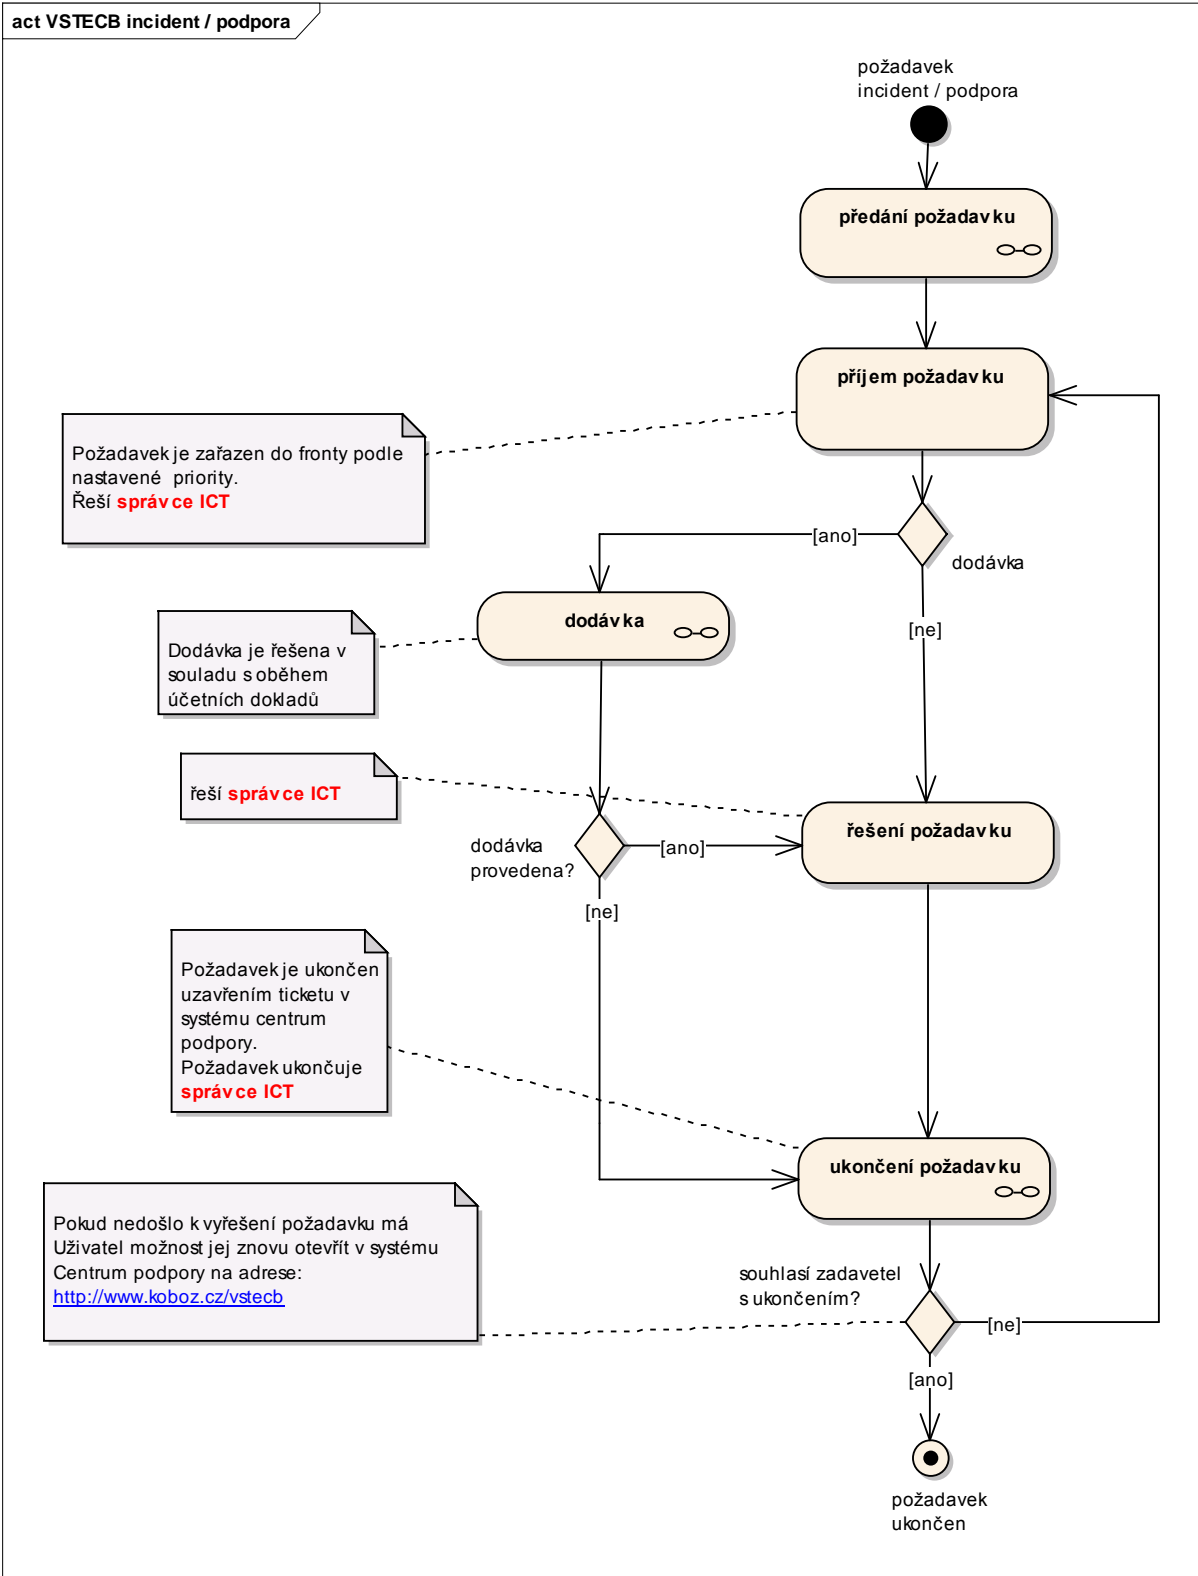 act VSTECB incident / podpora
požadavek
incident / podpora
předání požadavku
příjem požadavku
Požadavek je zařazen do fronty podle
nastavené priority.
Řeší správce ICT
[ano]
dodávka
[ne]
dodávka
Dodávka je řešena v
souladu s oběhem
účetních dokladů
řeší správce ICT
řešení požadavku
dodávka
provedena?
[ano]
[ne]
Požadavek je ukončen
uzavřením ticketu v
systému centrum
podpory.
Požadavek ukončuje
správce ICT
ukončení požadavku
Pokud nedošlo k vyřešení požadavku má
Uživatel možnost jej znovu otevřít v systému
Centrum podpory na adrese:
http://www.koboz.cz/vstecb
souhlasí zadavetel
s ukončením?
[ne]
[ano]
požadavek
ukončen